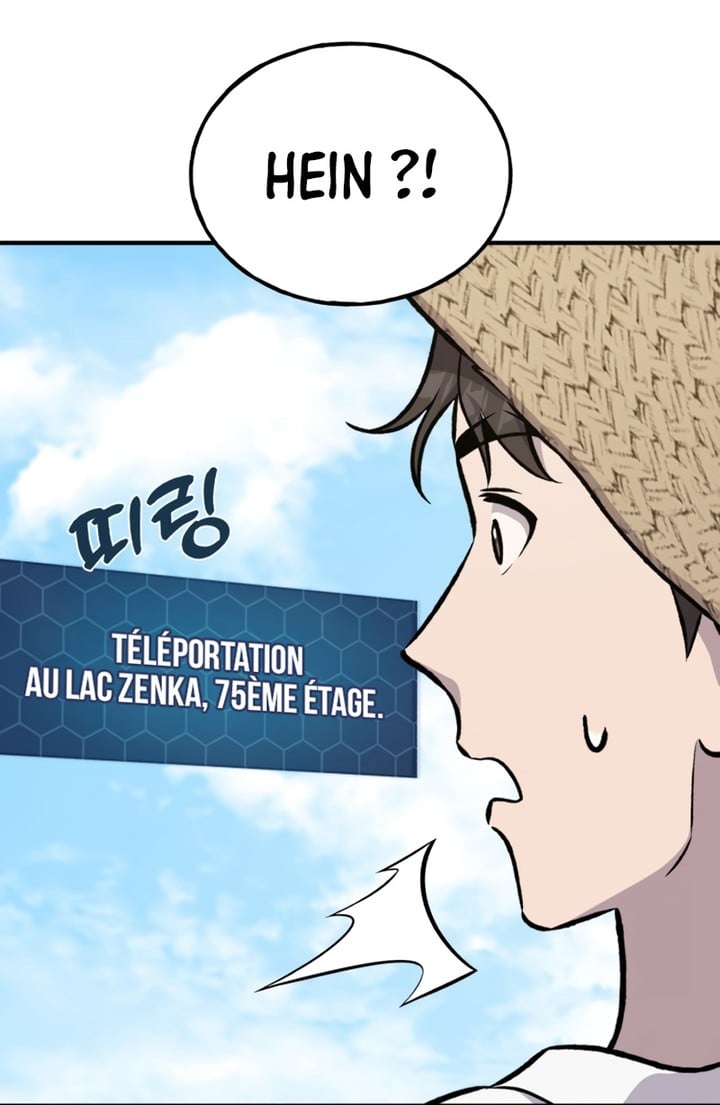 HEIN ?!
띠링
TÉLÉPORTATION
AU LAC ZENKA, 75ÈME ÉTAGE.